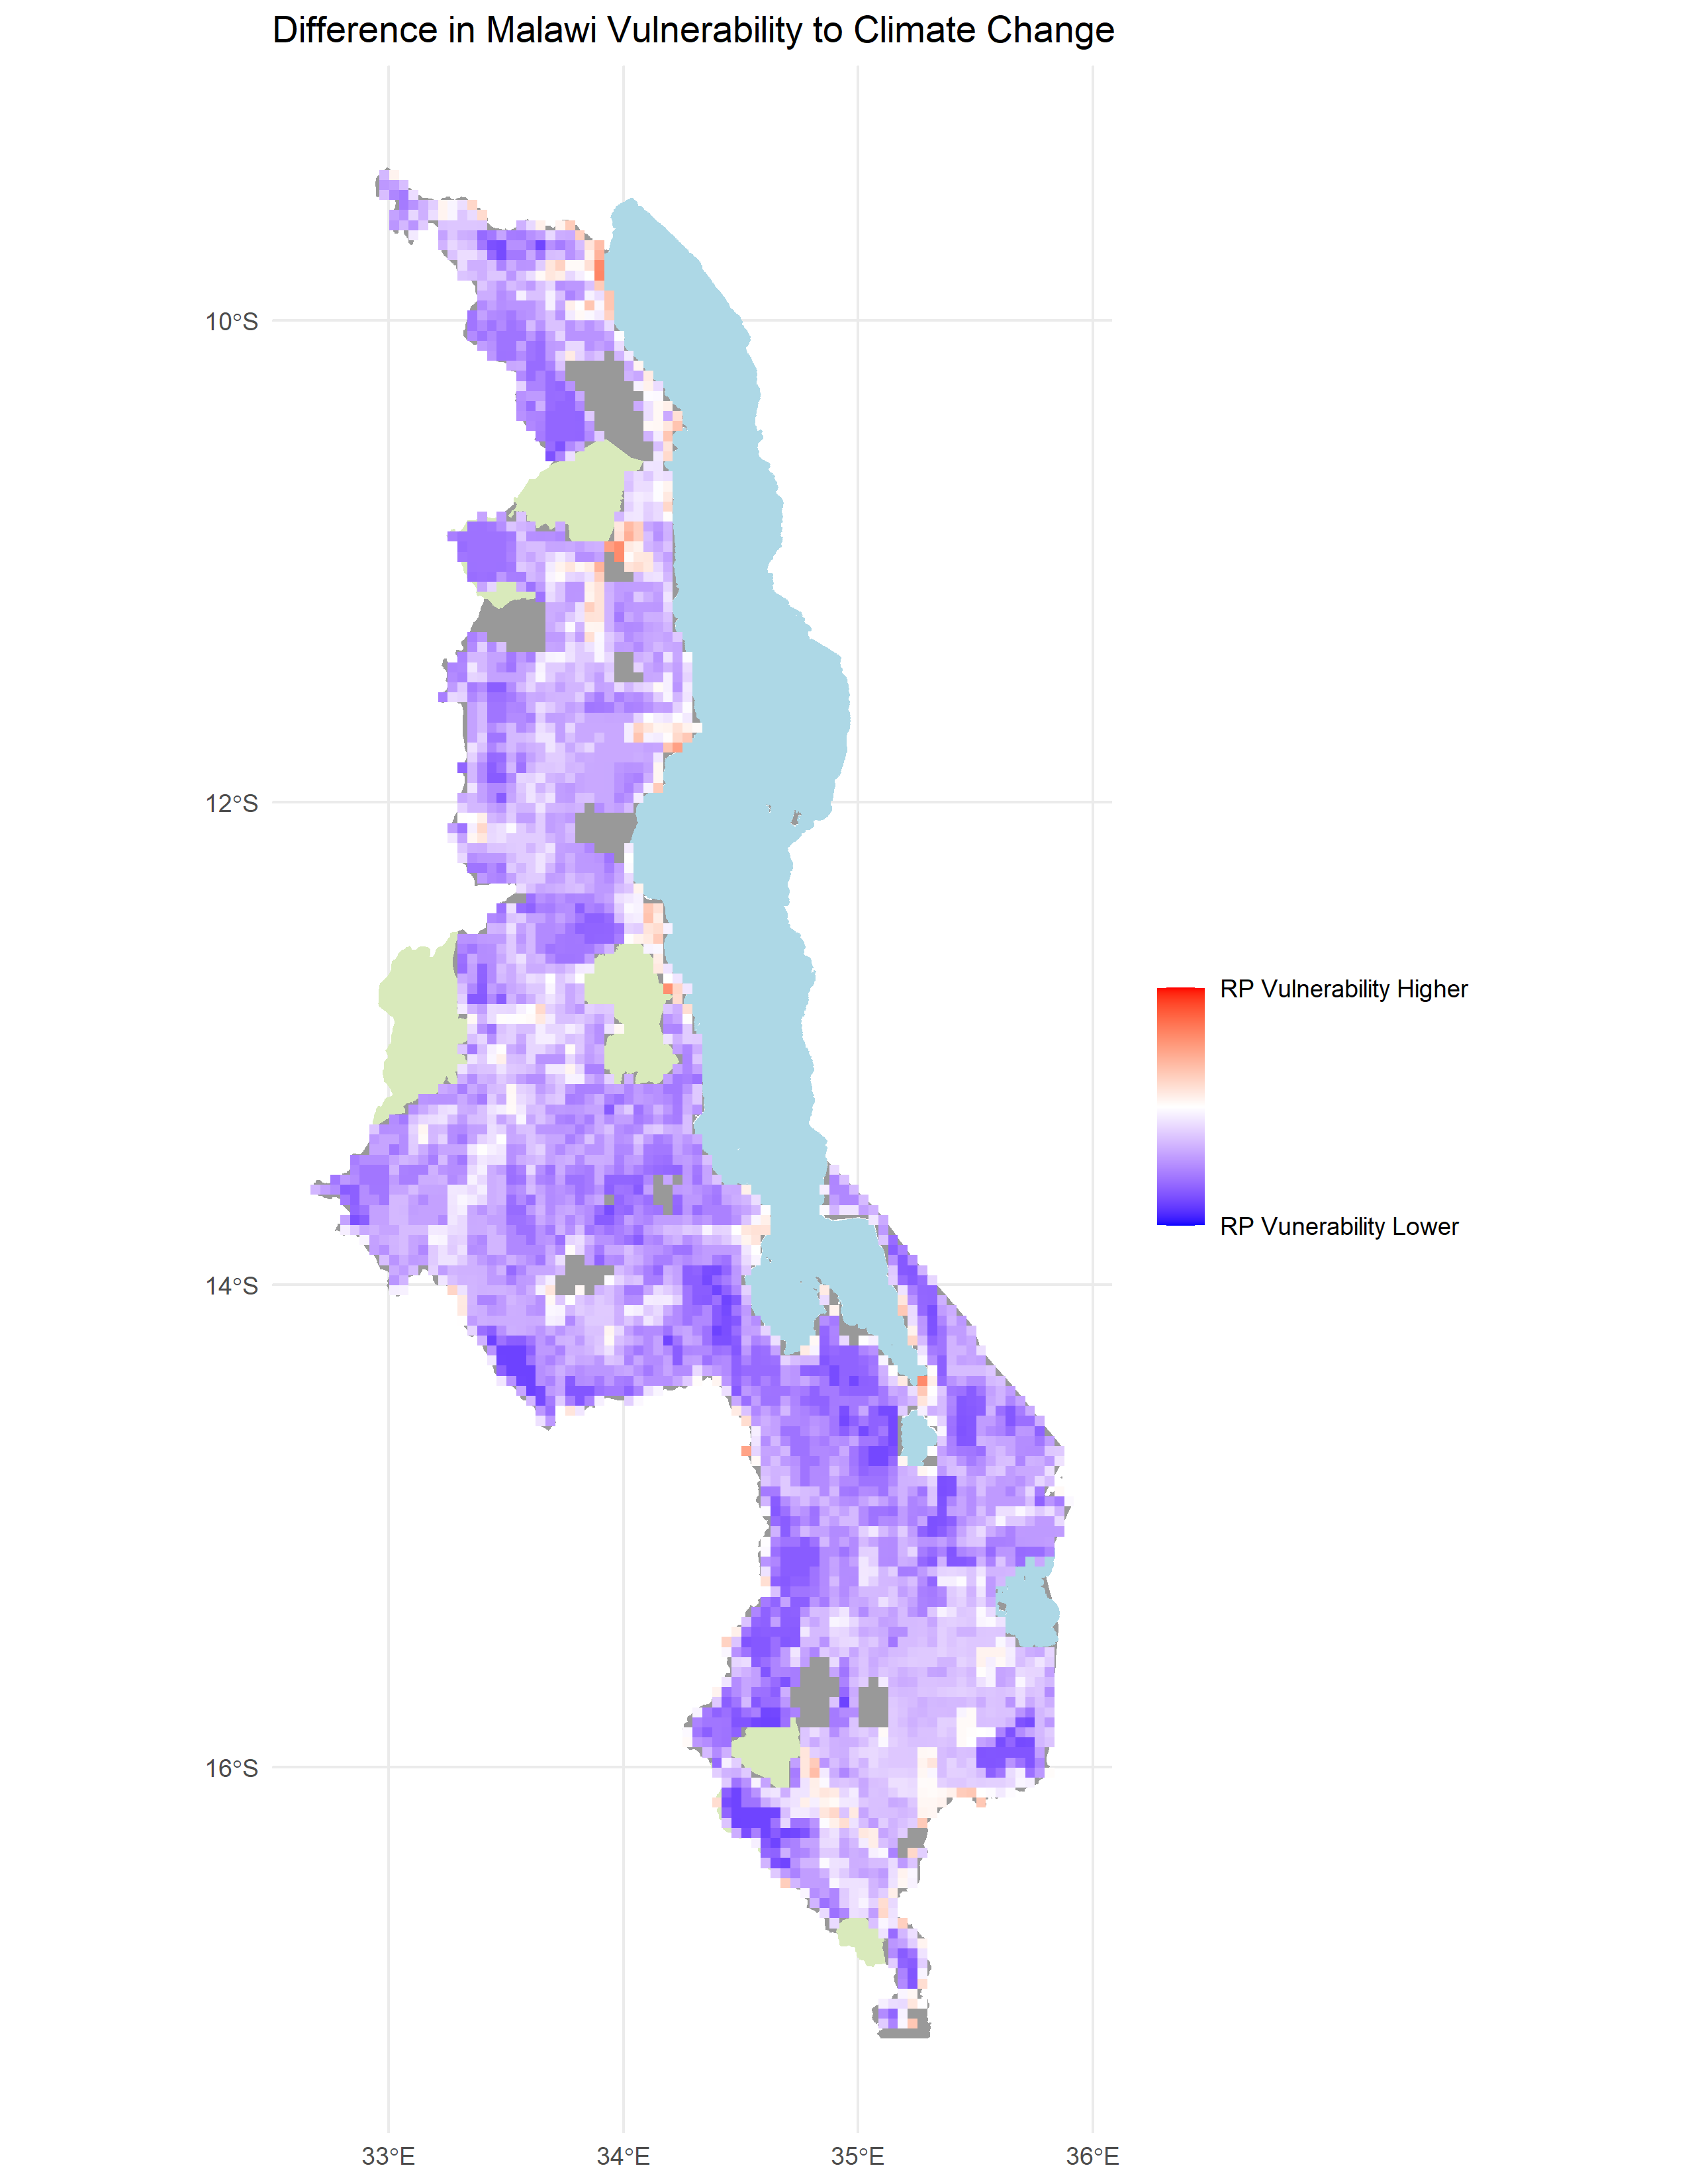 Difference in Malawi Vulnerability to Climate Change
10°S
12°S
14°S
16°S
33°E
34°E
35°E
36°E
RP Vulnerability Higher
RP Vunerability Lower